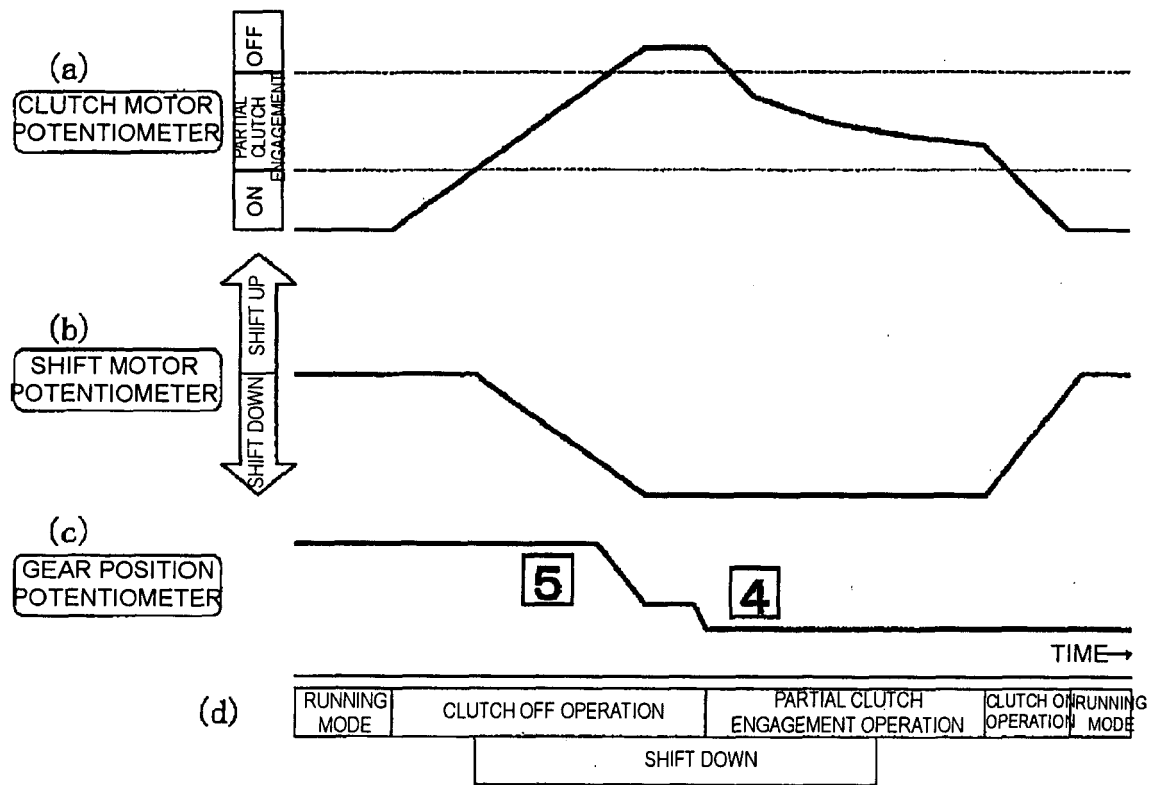 (a)
CLUTCH MOTOR
POTENTIOMETER
OFF
PARTIAL
CLUTCH
ENGAGEMENT
ON
(b)
SHIFT MOTOR
POTENTIOMETER
SHIFT UP
SHIFT DOWN
(c)
GEAR POSITION
POTENTIOMETER
5
4
TIME→
(d)
RUNNING
MODE
CLUTCH OFF OPERATION
PARTIAL CLUTCH
ENGAGEMENT OPERATION
CLUTCH ON
OPERATION
RUNNING
MODE
SHIFT DOWN